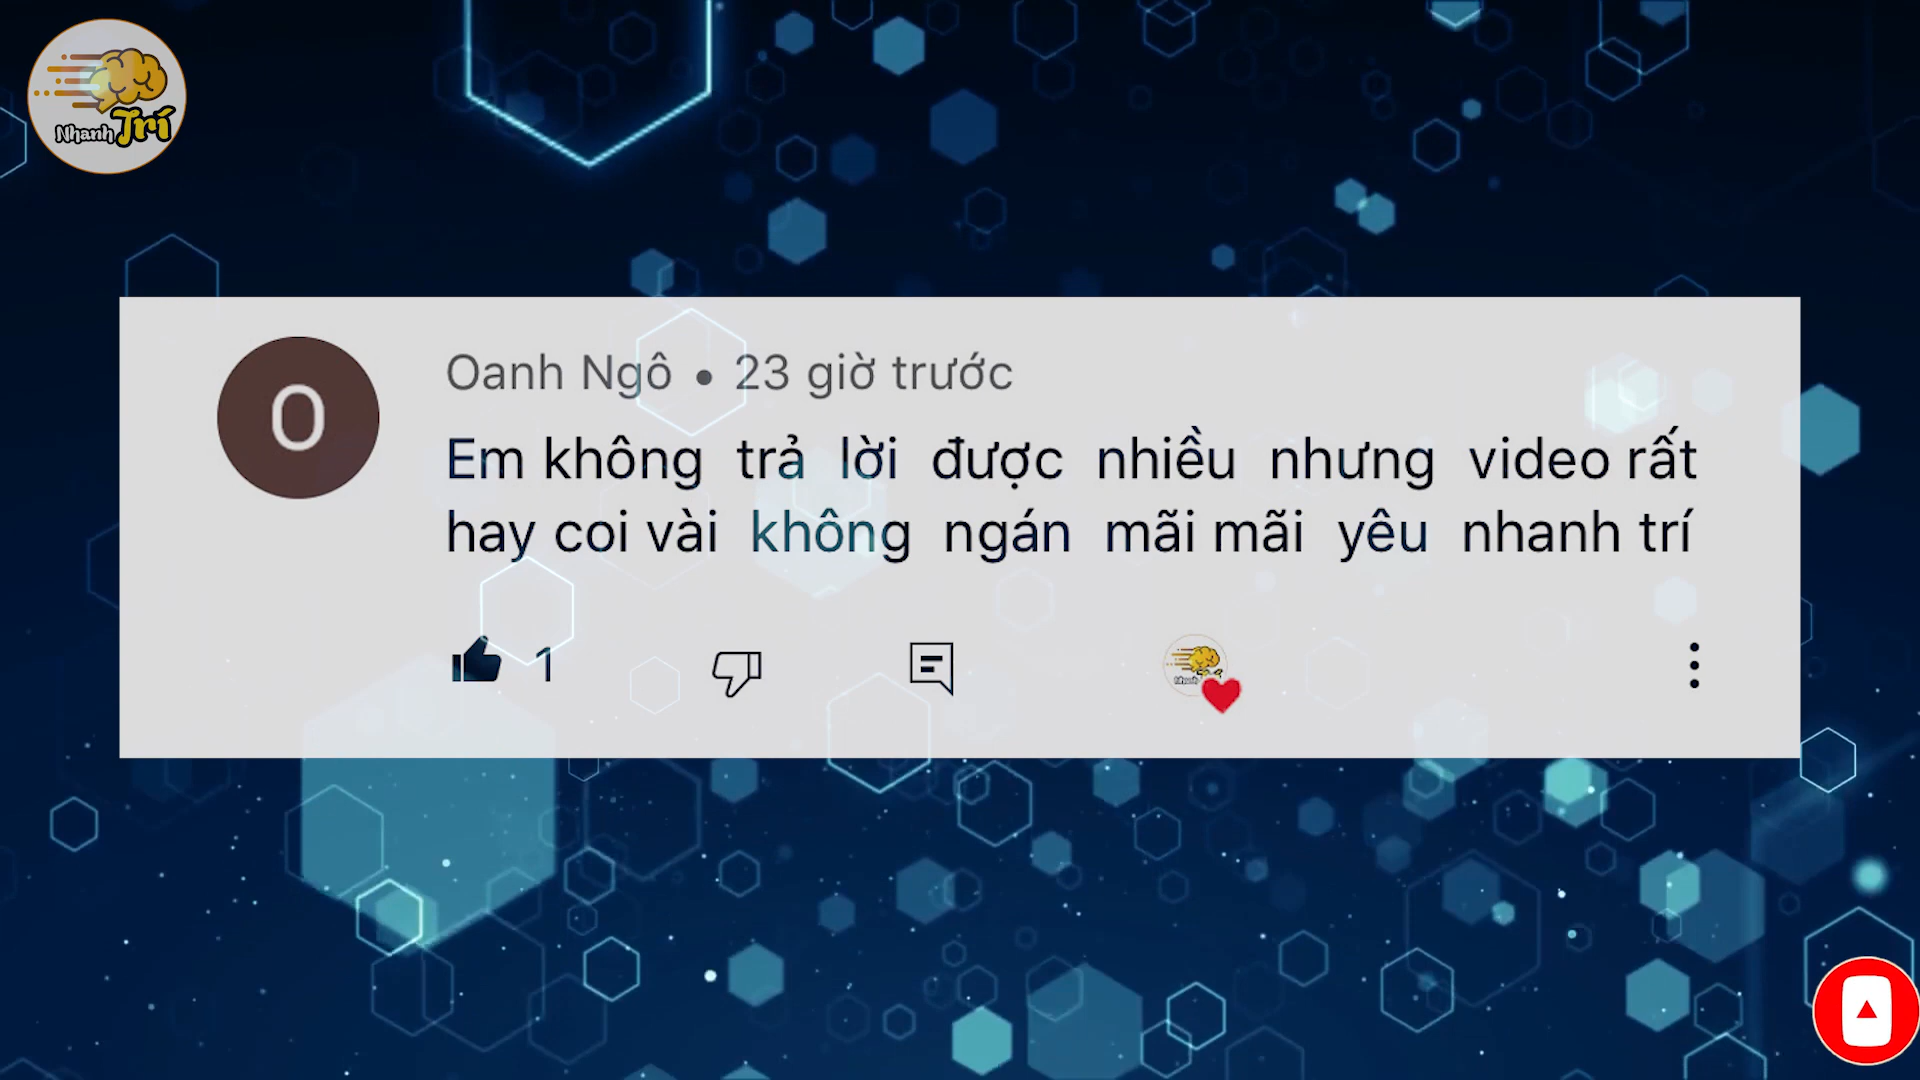 Nhanh Trí
Oanh Ngô • 23 giờ trước
O
Em không trả lời được nhiều nhưng video rất
hay coi vài không ngán mãi mãi yêu nhanh trí
1